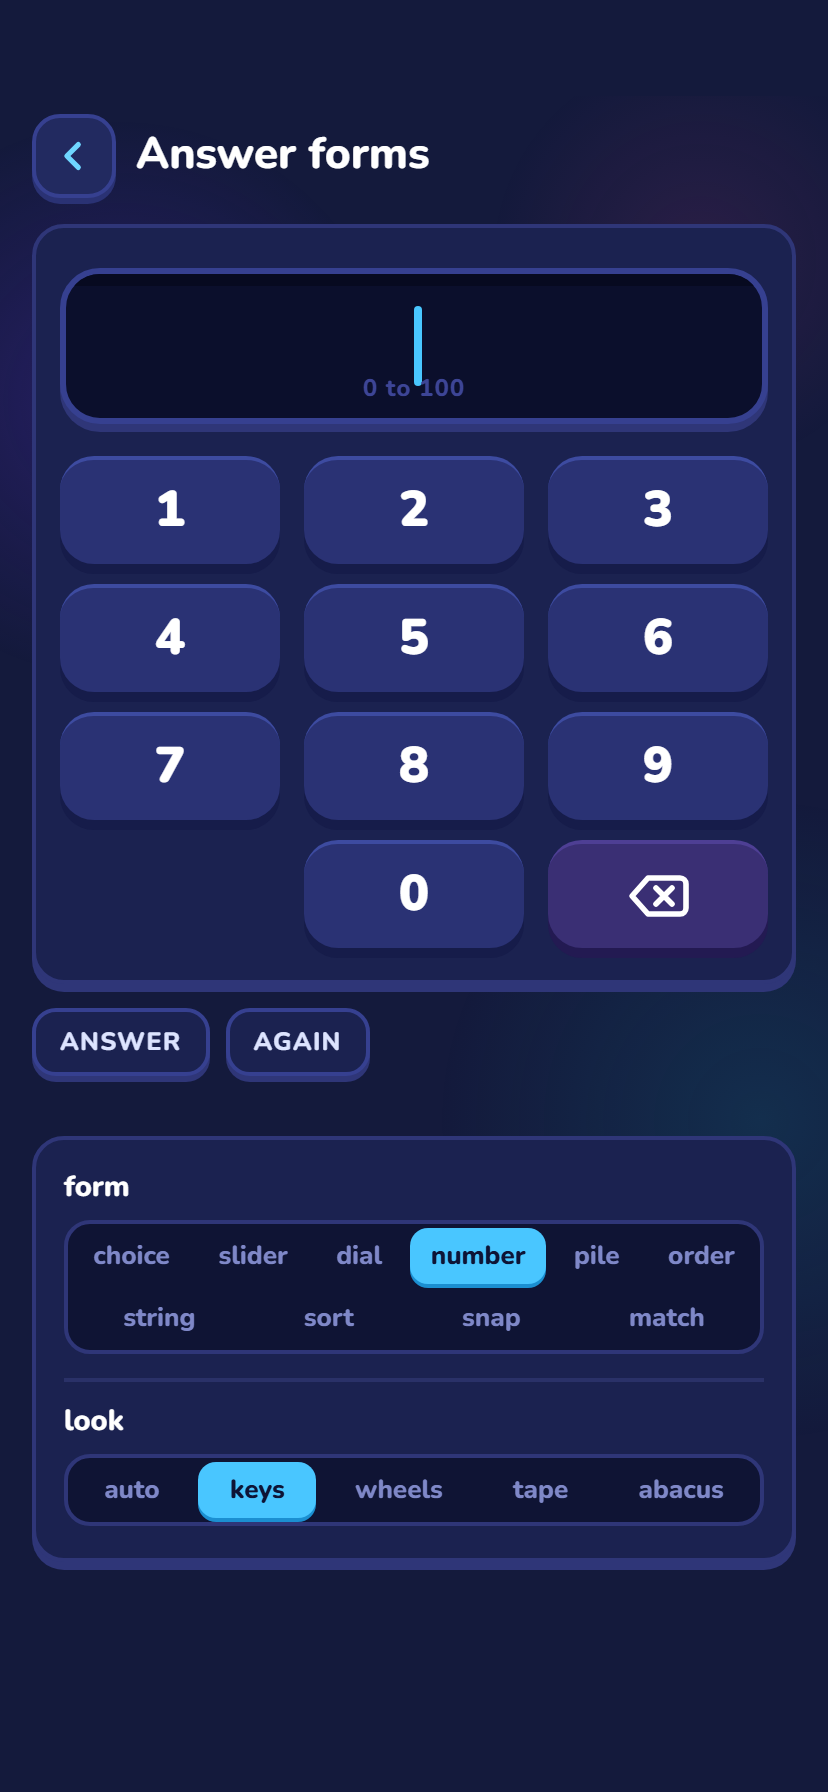 Answer forms
0 to 100
1 2 3
4 5 6
7 8 9
0
ANSWER AGAIN
form
choice slider dial number pile order
string sort snap match
look
auto keys wheels tape abacus